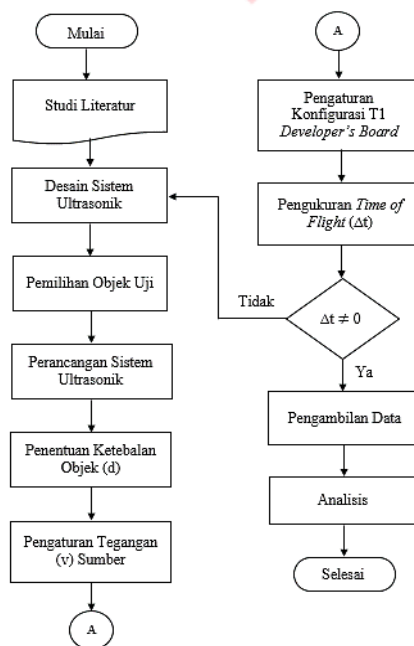 Mulai
Studi Literatur
Desain Sistem
Ultrasonik
Pemilihan Objek Uji
Perancangan Sistem
Ultrasonik
Penentuan Ketebalan
Objek (d)
Pengaturan Tegangan
(v) Sumber
A
A
Pengaturan
Konfigurasi T1
Developer's Board
Pengukuran Time of
Flight (Δt)
Tidak
Δt ≠ 0
Ya
Pengambilan Data
Analisis
Selesai